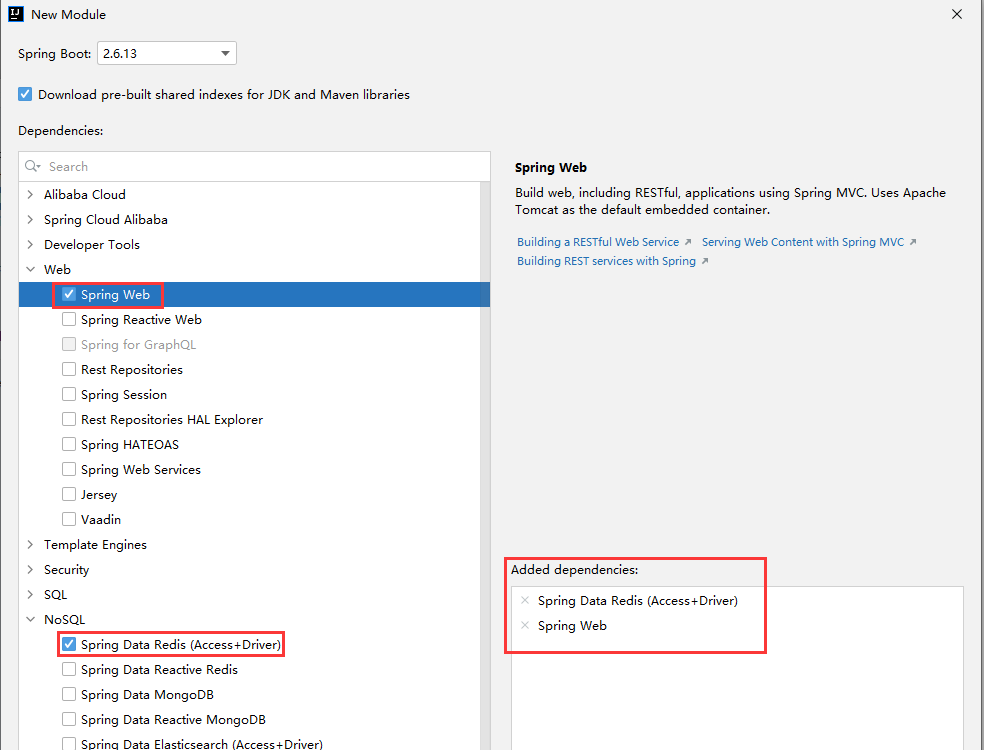 New Module
Spring Boot: 2.6.13
Download pre-built shared indexes for JDK and Maven libraries
Dependencies:
Search
Alibaba Cloud
Spring Cloud Alibaba
Developer Tools
Web
Spring Web
Spring Reactive Web
Spring for GraphQL
Rest Repositories
Spring Session
Rest Repositories HAL Explorer
Spring HATEOAS
Spring Web Services
Jersey
Vaadin
Template Engines
Security
SQL
NoSQL
Spring Data Redis (Access+Driver)
Spring Data Reactive Redis
Spring Data MongoDB
Spring Data Reactive MongoDB
Spring Data Elasticsearch (Access+Driver)
Spring Web
Build web, including RESTful, applications using Spring MVC. Uses Apache
Tomcat as the default embedded container.
Building a RESTful Web Service Serving Web Content with Spring MVC
Building REST services with Spring
Added dependencies:
Spring Data Redis (Access+Driver)
Spring Web